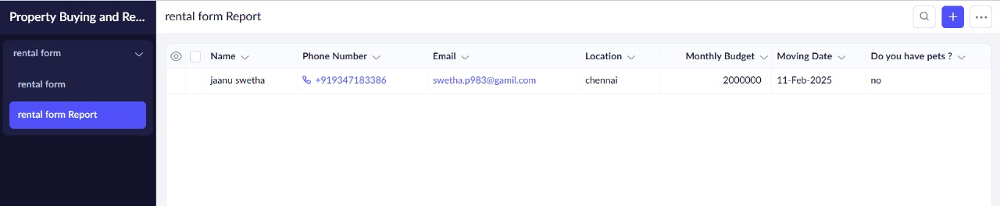 Property Buying and Re...
rental form Report
rental form
rental form
rental form Report
Name Phone Number Email Location Monthly Budget Moving Date Do you have pets ?
jaanu swetha +919347183386 swetha.p983@gamil.com chennai 2000000 11-Feb-2025 no